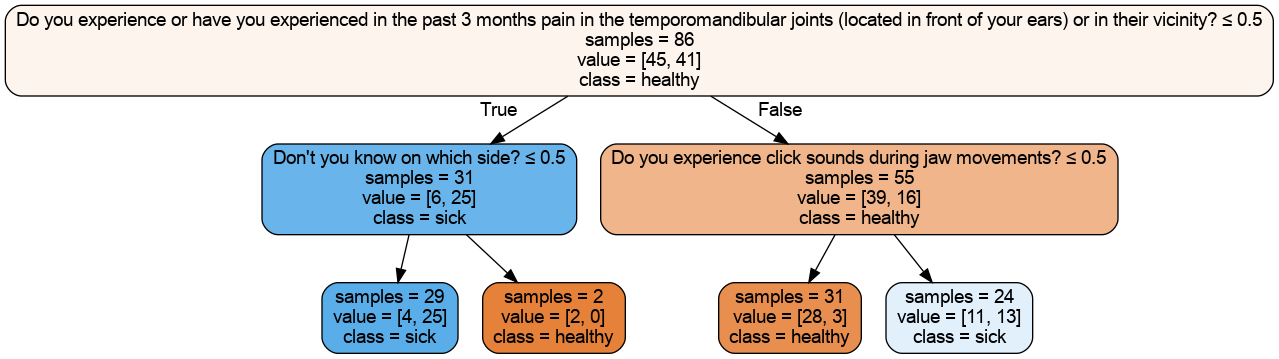 Do you experience or have you experienced in the past 3 months pain in the temporomandibular joints (located in front of your ears) or in their vicinity? ≤ 0.5
samples = 86
value = [45, 41]
class = healthy
True
False
Don't you know on which side? ≤ 0.5
samples = 31
value = [6, 25]
class = sick
Do you experience click sounds during jaw movements? ≤ 0.5
samples = 55
value = [39, 16]
class = healthy
samples = 29
value = [4, 25]
class = sick
samples = 2
value = [2, 0]
class = healthy
samples = 31
value = [28, 3]
class = healthy
samples = 24
value = [11, 13]
class = sick